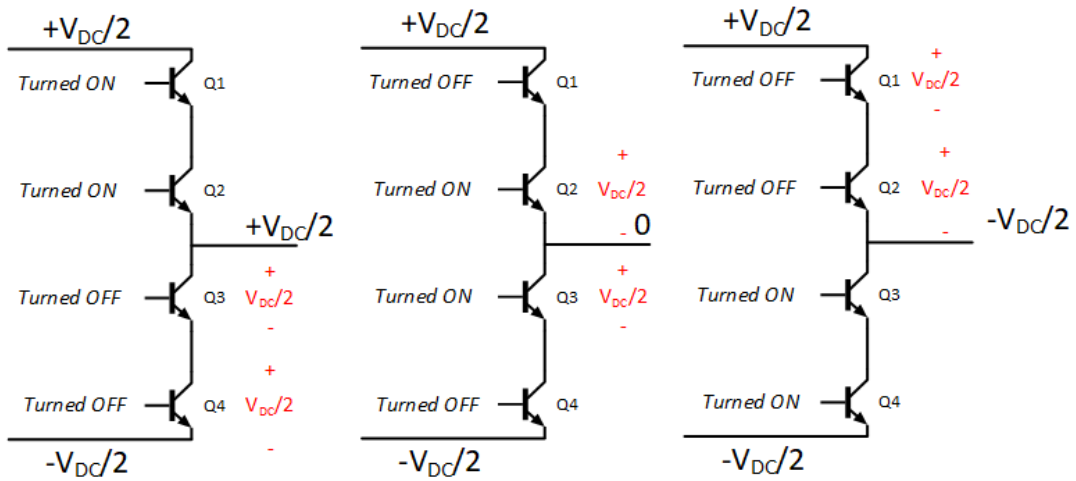 +VDC/2
Turned ON
Q1
Turned ON
Q2
+VDC/2
Turned OFF
Q3
+
VDC/2
-
Turned OFF
Q4
+
VDC/2
-
-VDC/2
+VDC/2
Turned OFF
Q1
Turned ON
Q2
+
VDC/2
-
0
Turned ON
Q3
+
VDC/2
-
Turned OFF
Q4
-VDC/2
+VDC/2
Turned OFF
Q1
+
VDC/2
-
Turned OFF
Q2
+
VDC/2
-
-VDC/2
Turned ON
Q3
Turned ON
Q4
-VDC/2